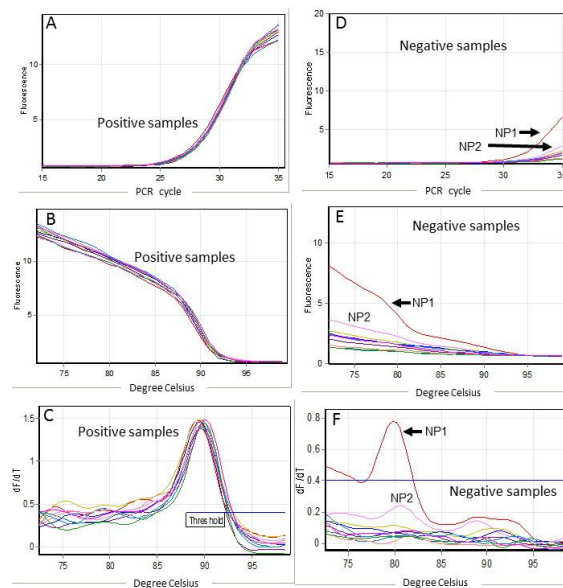 A
Fluorescence
10
5
Positive samples
15 20 25 30 35
PCR cycle
D
Negative samples
Fluorescence
20
15
10
5
NP1
NP2
15 20 25 30 35
PCR cycle
B
Positive samples
Fluorescence
10
5
75 80 85 90 95
Degree Celsius
E
Negative samples
Fluorescence
10
5
0
NP1
NP2
75 80 85 90 95
Degree Celsius
C
Positive samples
dF/dT
1.5
1.0
0.5
0
Thres hold
75 80 85 90 95
Degree Celsius
F
dF/dT
0.8
0.6
0.4
0.2
0
NP1
NP2
Negative samples
75 80 85 90 95
Degree Celsius